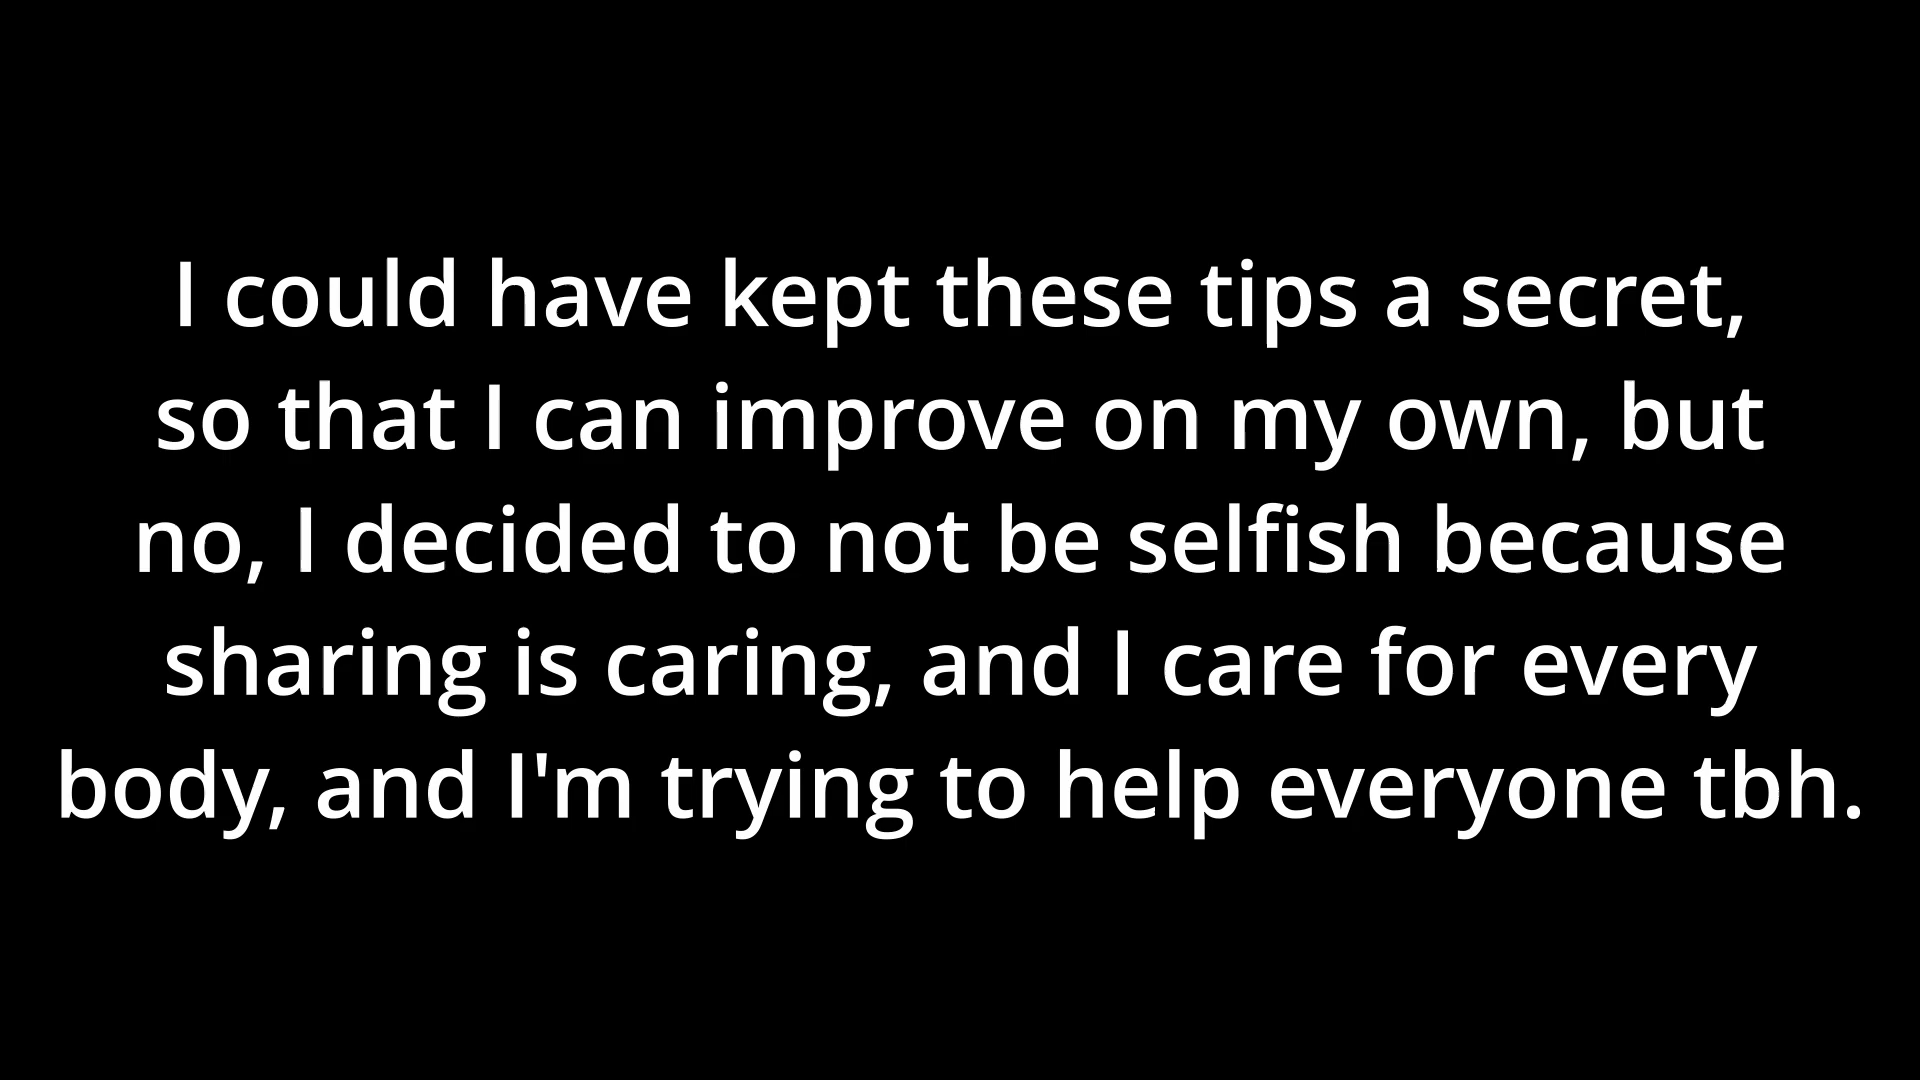 I could have kept these tips a secret,
so that I can improve on my own, but
no, I decided to not be selfish because
sharing is caring, and I care for every
body, and I'm trying to help everyone tbh.